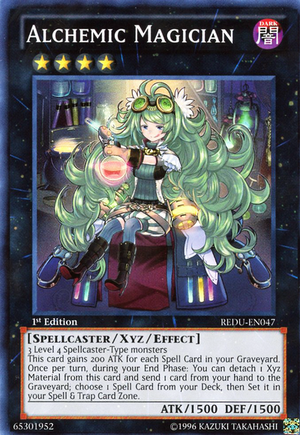 ALCHEMIC MAGICIAN
DARK
闇
REDU-EN047
1st Edition
[SPELLCASTER/XYZ/EFFECT]
3 Level 4 Spellcaster-Type monsters
This card gains 200 ATK for each Spell Card in your Graveyard.
Once per turn, during your End Phase: You can detach 1 Xyz
Material from this card and send 1 card from your hand to the
Graveyard; choose 1 Spell Card from your Deck, then Set it in
your Spell & Trap Card Zone.
ATK/1500 DEF/1500
65301952
©1996 KAZUKI TAKAHASHI